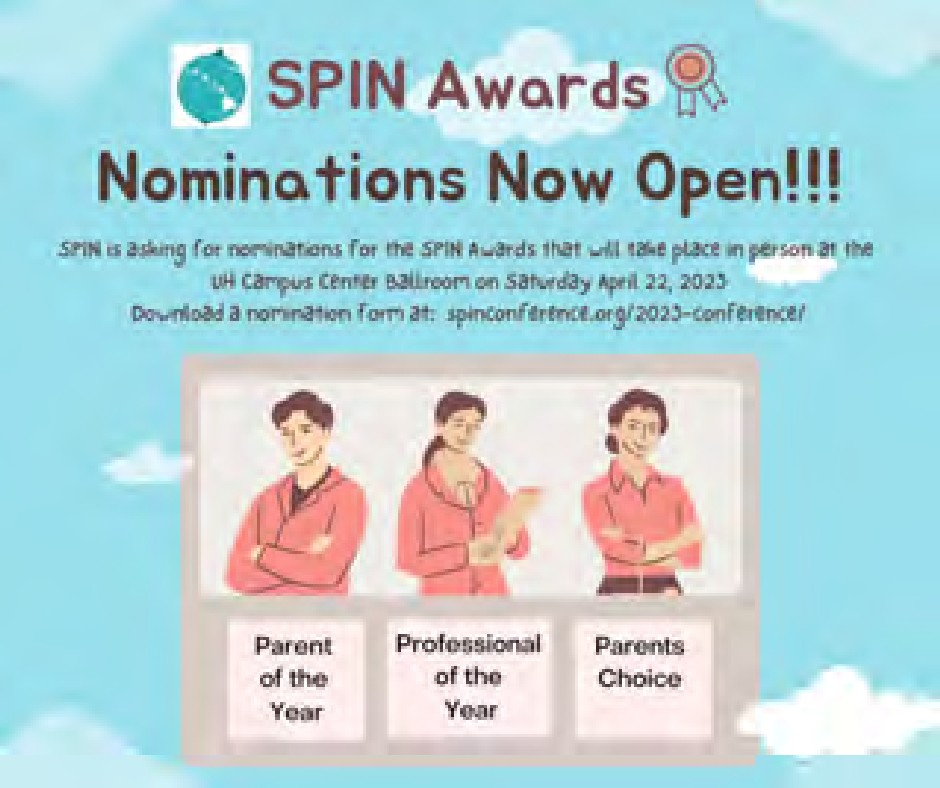 SPIN Awards
Nominations Now Open!!!
SPIN is asking for nominations for the SPIN Awards that will take place in person at the
UH Campus Center Ballroom on Saturday April 22, 2023
Download a nomination form at: spinconference.org/2023-conference/
Parent
of the
Year
Professional
of the
Year
Parents
Choice